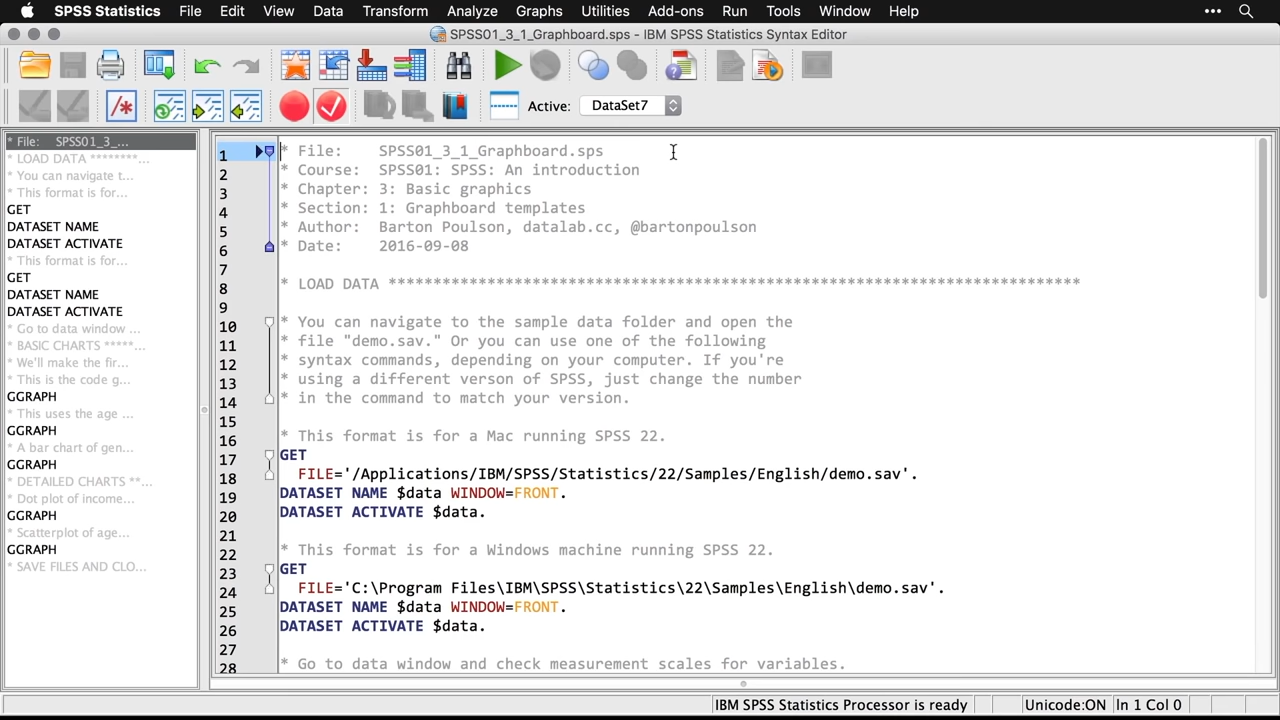 SPSS Statistics File Edit View Data Transform Analyze Graphs Utilities Add-ons Run Tools Window Help
SPSS01_3_1_Graphboard.sps - IBM SPSS Statistics Syntax Editor
Active: DataSet7
* File: SPSS01_3_...
* LOAD DATA ********...
* You can navigate t...
* This format is for...
GET
DATASET NAME
DATASET ACTIVATE
* This format is for...
GET
DATASET NAME
DATASET ACTIVATE
* Go to data window ...
* BASIC CHARTS *****...
* We'll make the fir...
* This is the code g...
GGRAPH
* This uses the age ...
GGRAPH
* A bar chart of gen...
GGRAPH
* DETAILED CHARTS **...
* Dot plot of income...
GGRAPH
* Scatterplot of age...
GGRAPH
* SAVE FILES AND CLO...
1 * File: SPSS01_3_1_Graphboard.sps
2 * Course: SPSS01: SPSS: An introduction
3 * Chapter: 3: Basic graphics
4 * Section: 1: Graphboard templates
5 * Author: Barton Poulson, datalab.cc, @bartonpoulson
6 * Date: 2016-09-08
7
8 * LOAD DATA *****************************************************************************
9
10 * You can navigate to the sample data folder and open the
11 * file "demo.sav." Or you can use one of the following
12 * syntax commands, depending on your computer. If you're
13 * using a different verson of SPSS, just change the number
14 * in the command to match your version.
15
16 * This format is for a Mac running SPSS 22.
17 GET
18 FILE='/Applications/IBM/SPSS/Statistics/22/Samples/English/demo.sav'.
19 DATASET NAME $data WINDOW=FRONT.
20 DATASET ACTIVATE $data.
21
22 * This format is for a Windows machine running SPSS 22.
23 GET
24 FILE='C:\Program Files\IBM\SPSS\Statistics\22\Samples\English\demo.sav'.
25 DATASET NAME $data WINDOW=FRONT.
26 DATASET ACTIVATE $data.
27
28 * Go to data window and check measurement scales for variables.
IBM SPSS Statistics Processor is ready Unicode:ON In 1 Col 0